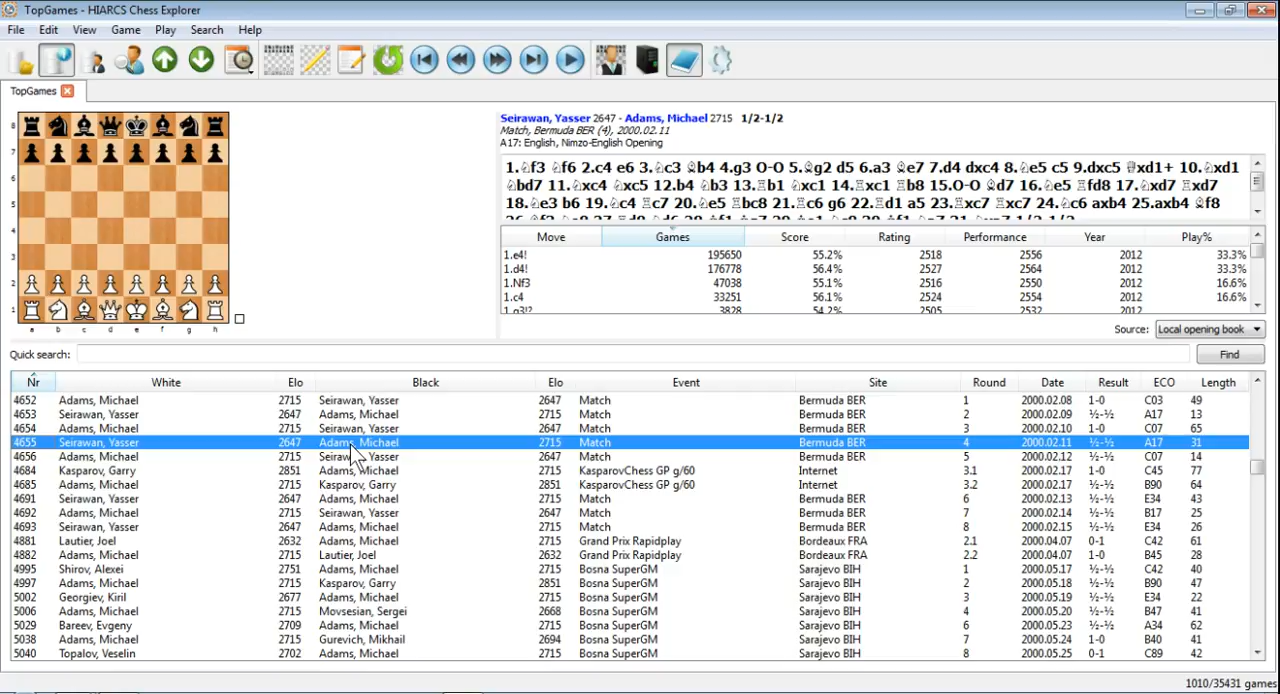 TopGames - HIARCS Chess Explorer
File Edit View Game Play Search Help
TopGames
8
7
6
5
4
3
2
1
a b c d e f g h
Seirawan, Yasser 2647 - Adams, Michael 2715 1/2-1/2
Match, Bermuda BER (4), 2000.02.11
A17: English, Nimzo-English Opening
1.♘f3 ♘f6 2.c4 e6 3.♘c3 ♗b4 4.g3 O-O 5.♗g2 d5 6.a3 ♗e7 7.d4 dxc4 8.♘e5 c5 9.dxc5 ♕xd1+ 10.♘xd1
♘bd7 11.♘xc4 ♘xc5 12.b4 ♘b3 13.♖b1 ♘xc1 14.♖xc1 ♖b8 15.O-O ♗d7 16.♘e5 ♖fd8 17.♘xd7 ♖xd7
18.♘e3 b6 19.♘c4 ♖c7 20.♘e5 ♖bc8 21.♖c6 g6 22.♖d1 a5 23.♖xc7 ♖xc7 24.♘c6 axb4 25.axb4 ♗f8
Move Games Score Rating Performance Year Play%
1.e4! 195650 55.2% 2518 2556 2012 33.3%
1.d4! 176778 56.4% 2527 2564 2012 33.3%
1.Nf3 47038 55.1% 2516 2550 2012 16.6%
1.c4 33251 56.1% 2524 2554 2012 16.6%
1.g3!? 3828 54.2% 2505 2532 2012
Source: Local opening book
Quick search: Find
Nr White Elo Black Elo Event Site Round Date Result ECO Length
4652 Adams, Michael 2715 Seirawan, Yasser 2647 Match Bermuda BER 1 2000.02.08 1-0 C03 49
4653 Seirawan, Yasser 2647 Adams, Michael 2715 Match Bermuda BER 2 2000.02.09 ½-½ A17 13
4654 Adams, Michael 2715 Seirawan, Yasser 2647 Match Bermuda BER 3 2000.02.10 1-0 C07 65
4655 Seirawan, Yasser 2647 Adams, Michael 2715 Match Bermuda BER 4 2000.02.11 ½-½ A17 31
4656 Adams, Michael 2715 Seirawan, Yasser 2647 Match Bermuda BER 5 2000.02.12 ½-½ C07 14
4684 Kasparov, Garry 2851 Adams, Michael 2715 KasparovChess GP g/60 Internet 3.1 2000.02.17 1-0 C45 77
4685 Adams, Michael 2715 Kasparov, Garry 2851 KasparovChess GP g/60 Internet 3.2 2000.02.17 ½-½ B90 64
4691 Seirawan, Yasser 2647 Adams, Michael 2715 Match Bermuda BER 6 2000.02.13 ½-½ E34 43
4692 Adams, Michael 2715 Seirawan, Yasser 2647 Match Bermuda BER 7 2000.02.14 ½-½ B17 25
4693 Seirawan, Yasser 2647 Adams, Michael 2715 Match Bermuda BER 8 2000.02.15 ½-½ E34 26
4881 Lautier, Joel 2632 Adams, Michael 2715 Grand Prix Rapidplay Bordeaux FRA 2.1 2000.04.07 0-1 C42 61
4882 Adams, Michael 2715 Lautier, Joel 2632 Grand Prix Rapidplay Bordeaux FRA 2.2 2000.04.07 1-0 B45 28
4995 Shirov, Alexei 2751 Adams, Michael 2715 Bosna SuperGM Sarajevo BIH 1 2000.05.17 ½-½ C42 40
4997 Adams, Michael 2715 Kasparov, Garry 2851 Bosna SuperGM Sarajevo BIH 2 2000.05.18 ½-½ B90 47
5002 Georgiev, Kiril 2677 Adams, Michael 2715 Bosna SuperGM Sarajevo BIH 3 2000.05.19 ½-½ E34 22
5006 Adams, Michael 2715 Movsesian, Sergei 2668 Bosna SuperGM Sarajevo BIH 4 2000.05.20 ½-½ B47 41
5029 Bareev, Evgeny 2709 Adams, Michael 2715 Bosna SuperGM Sarajevo BIH 6 2000.05.23 ½-½ A34 62
5038 Adams, Michael 2715 Gurevich, Mikhail 2694 Bosna SuperGM Sarajevo BIH 7 2000.05.24 1-0 B40 41
5040 Topalov, Veselin 2702 Adams, Michael 2715 Bosna SuperGM Sarajevo BIH 8 2000.05.25 0-1 C89 42
1010/35431 games